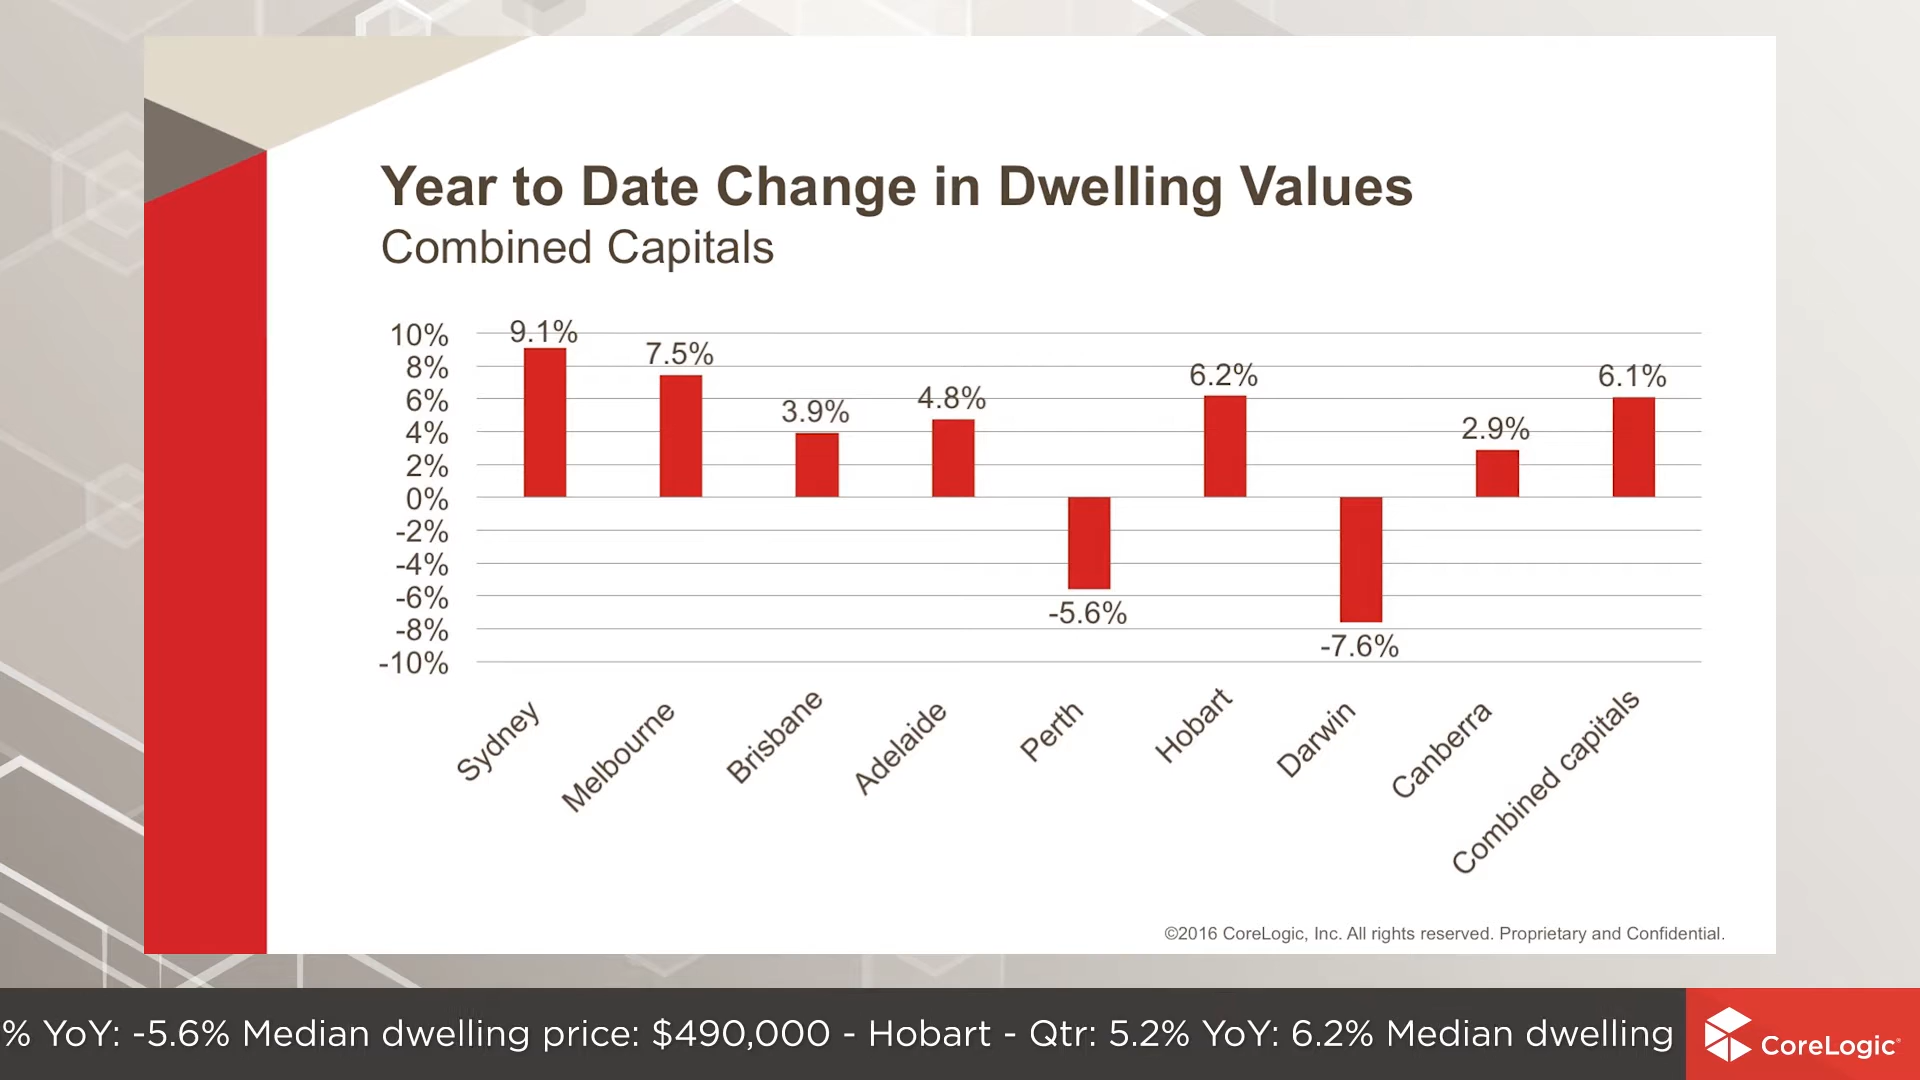 Year to Date Change in Dwelling Values
Combined Capitals
10%
8%
6%
4%
2%
0%
-2%
-4%
-6%
-8%
-10%
9.1%
7.5%
3.9%
4.8%
-5.6%
6.2%
-7.6%
2.9%
6.1%
Sydney
Melbourne
Brisbane
Adelaide
Perth
Hobart
Darwin
Canberra
Combined capitals
©2016 CoreLogic, Inc. All rights reserved. Proprietary and Confidential.
% YoY: -5.6% Median dwelling price: $490,000 - Hobart - Qtr: 5.2% YoY: 6.2% Median dwelling
CoreLogic